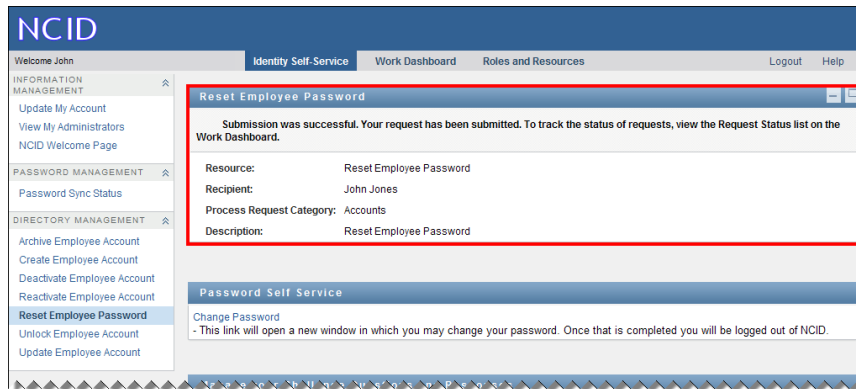 NCID
Welcome John
Identity Self-Service Work Dashboard Roles and Resources Logout Help
INFORMATION
MANAGEMENT
Update My Account
View My Administrators
NCID Welcome Page
PASSWORD MANAGEMENT
Password Sync Status
DIRECTORY MANAGEMENT
Archive Employee Account
Create Employee Account
Deactivate Employee Account
Reactivate Employee Account
Reset Employee Password
Unlock Employee Account
Update Employee Account
Reset Employee Password
Submission was successful. Your request has been submitted. To track the status of requests, view the Request Status list on the
Work Dashboard.
Resource: Reset Employee Password
Recipient: John Jones
Process Request Category: Accounts
Description: Reset Employee Password
Password Self Service
Change Password
- This link will open a new window in which you may change your password. Once that is completed you will be logged out of NCID.